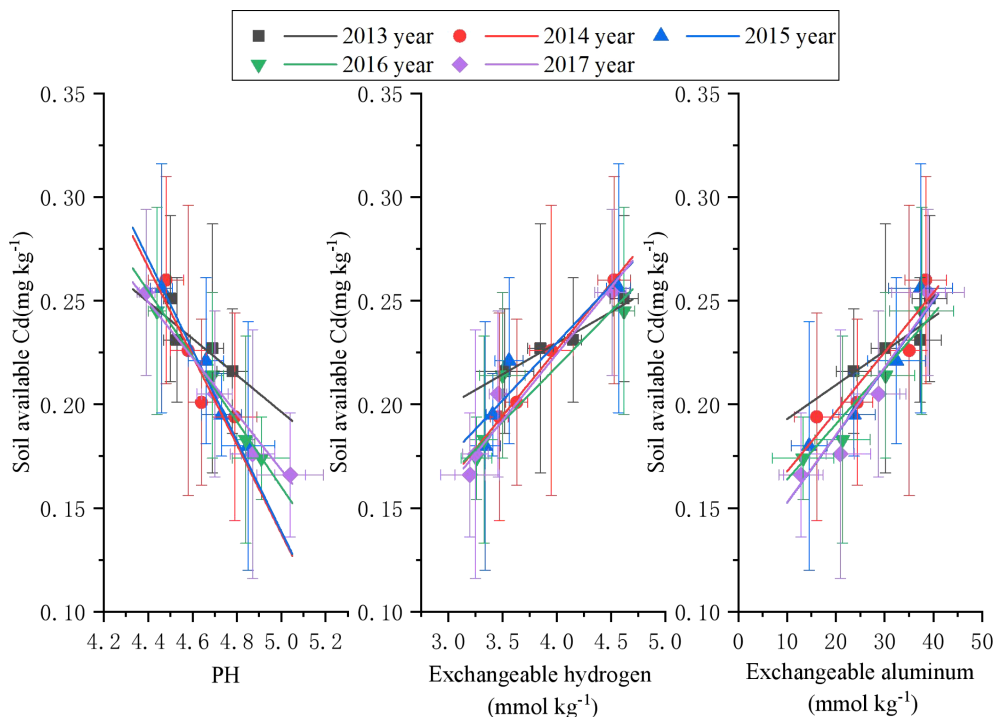 2013 year 2014 year 2015 year
2016 year 2017 year
Soil available Cd(mg kg⁻¹)
0.35
0.30
0.25
0.20
0.15
0.10
4.2 4.4 4.6 4.8 5.0 5.2
PH
Soil available Cd(mg kg⁻¹)
0.35
0.30
0.25
0.20
0.15
0.10
3.0 3.5 4.0 4.5 5.0
Exchangeable hydrogen
(mmol kg⁻¹)
Soil available Cd(mg kg⁻¹)
0.35
0.30
0.25
0.20
0.15
0.10
0 10 20 30 40 50
Exchangeable aluminum
(mmol kg⁻¹)